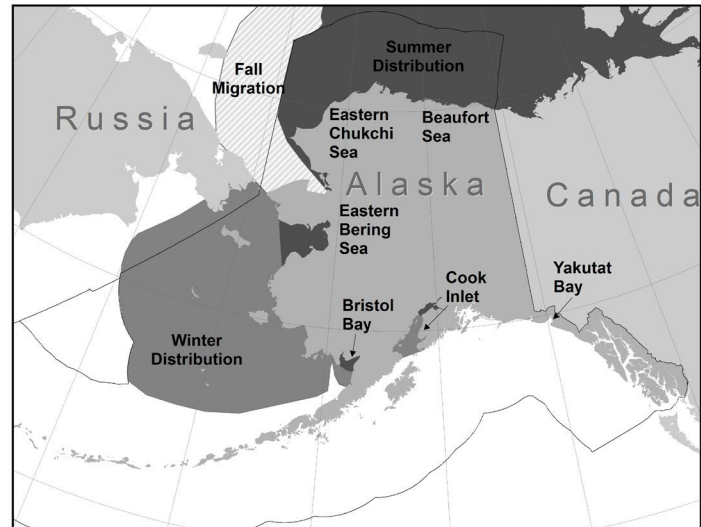 Summer
Distribution
Fall
Migration
Russia
Eastern
Chukchi
Sea
Beaufort
Sea
Alaska
Canada
Eastern
Bering
Sea
Cook
Inlet
Yakutat
Bay
Bristol
Bay
Winter
Distribution